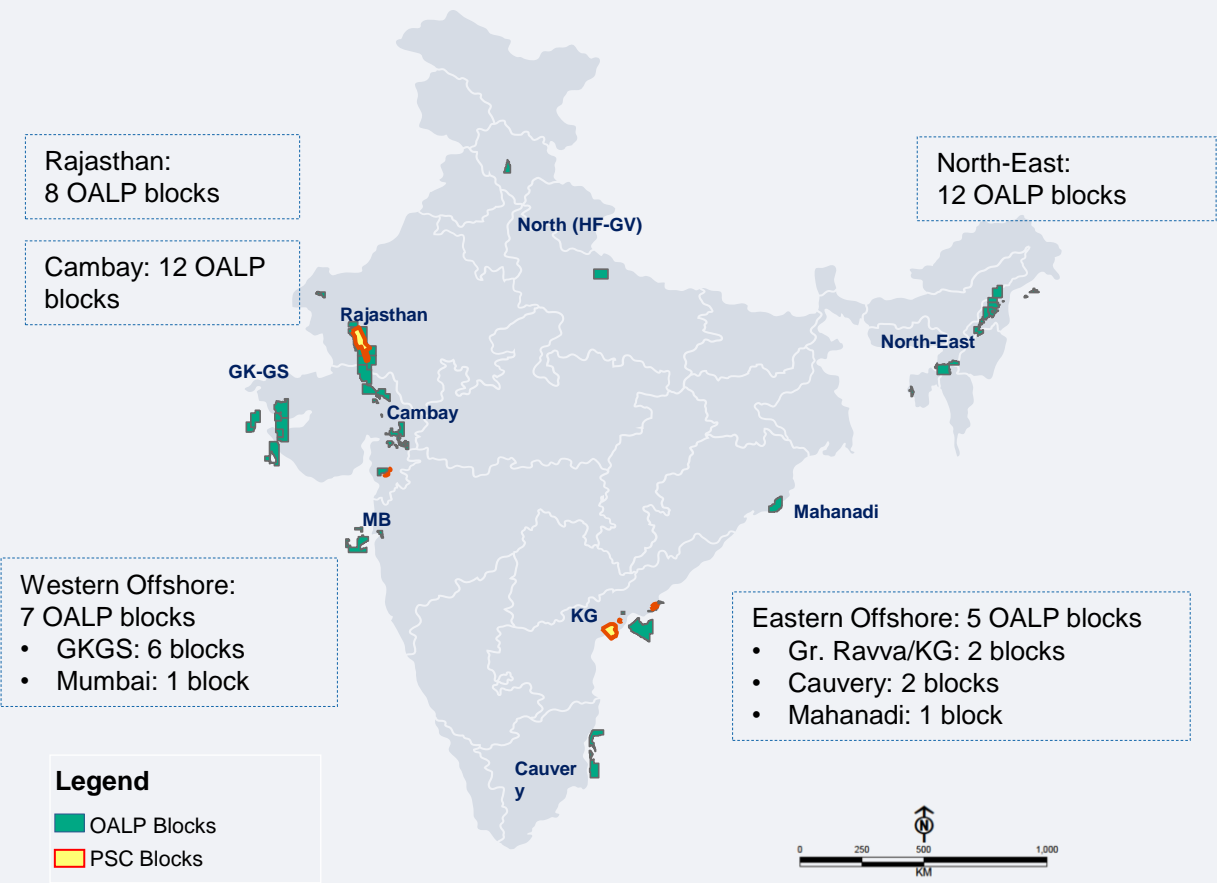 Rajasthan:
8 OALP blocks
North-East:
12 OALP blocks
North (HF-GV)
Cambay: 12 OALP
blocks
Rajasthan
North-East
GK-GS
Cambay
Mahanadi
MB
Western Offshore:
7 OALP blocks
• GKGS: 6 blocks
• Mumbai: 1 block
KG
Eastern Offshore: 5 OALP blocks
• Gr. Ravva/KG: 2 blocks
• Cauvery: 2 blocks
• Mahanadi: 1 block
Cauver
y
Legend
OALP Blocks
PSC Blocks
N
0 250 500 1,000
KM